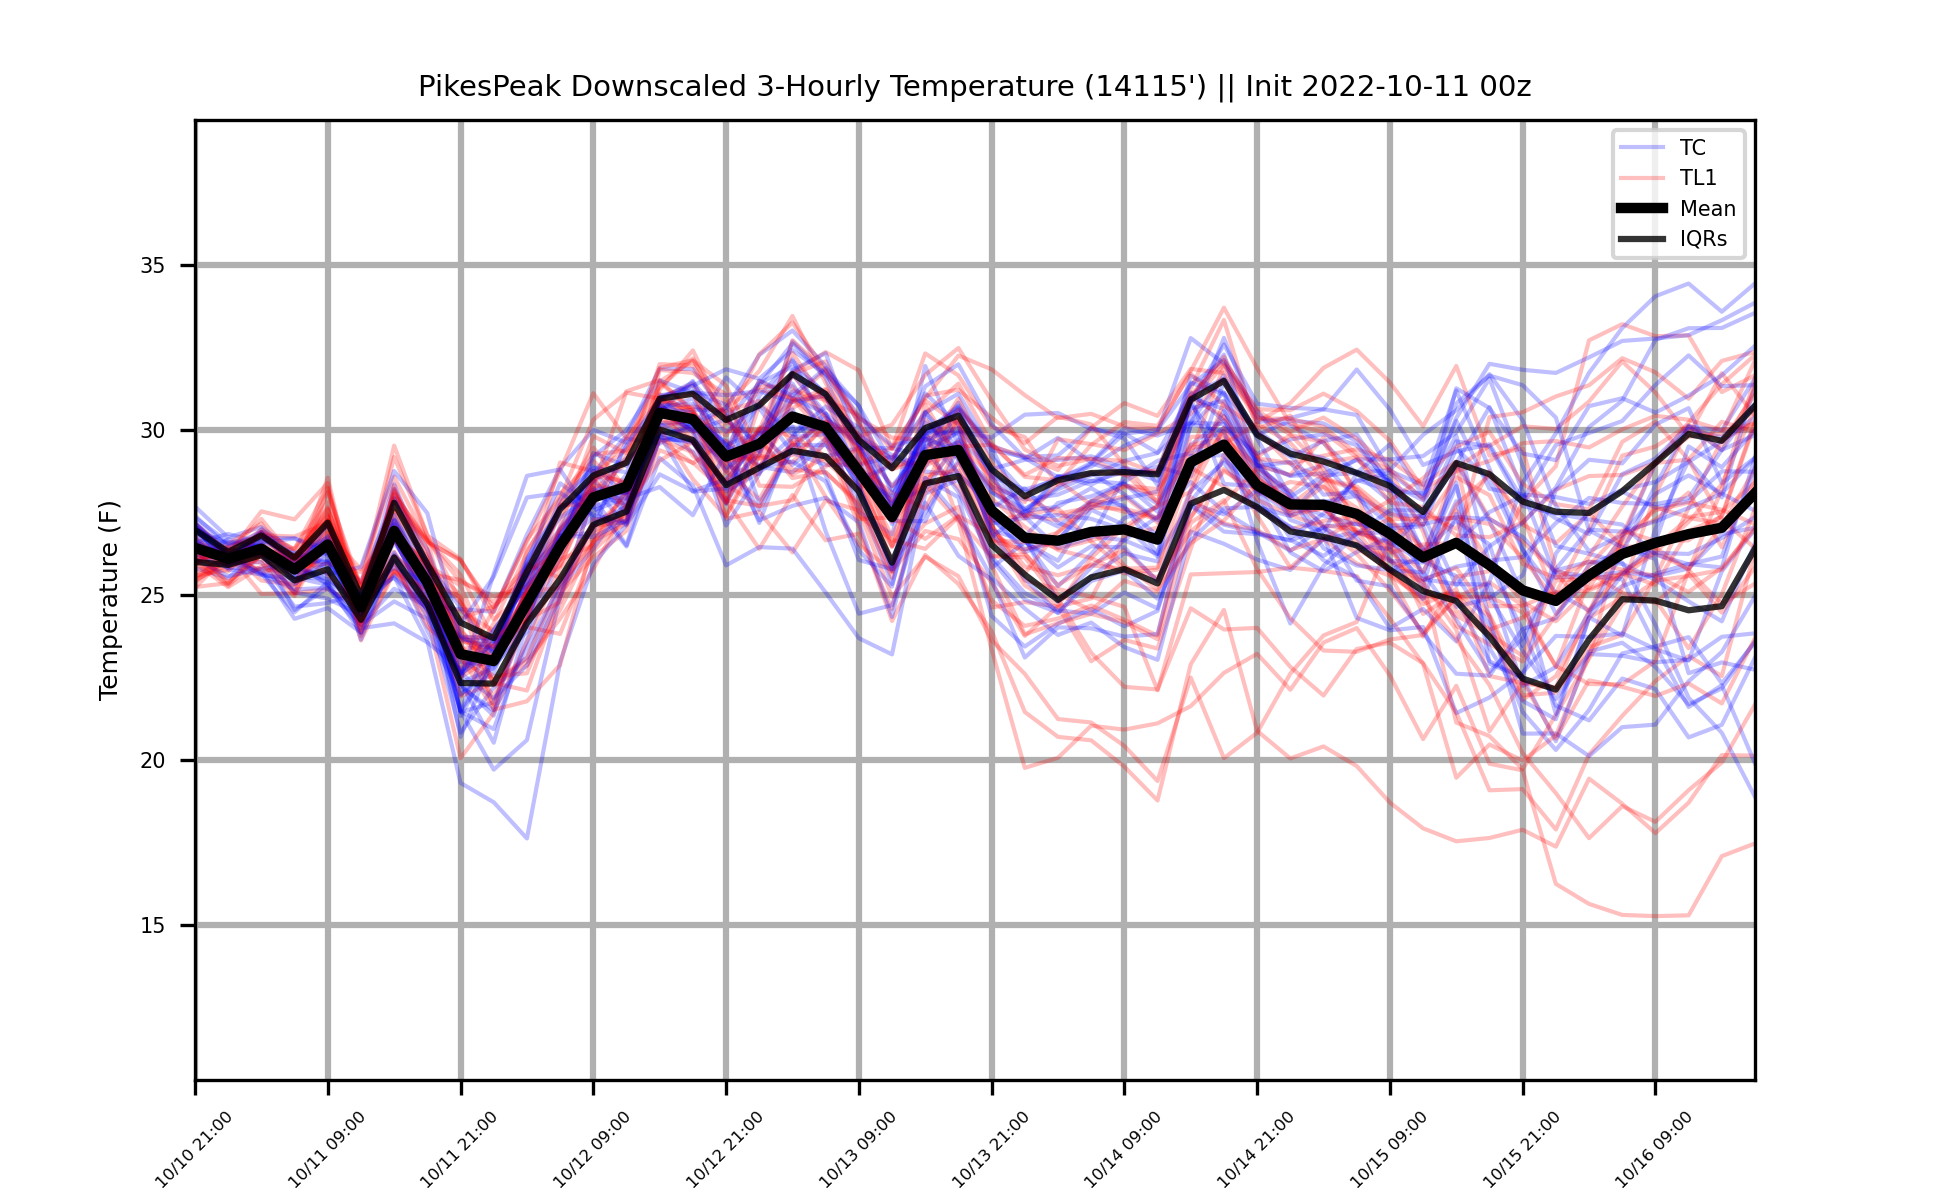 PikesPeak Downscaled 3-Hourly Temperature (14115') || Init 2022-10-11 00z
TC
TL1
Mean
IQRs
Temperature (F)
35
30
25
20
15
10/10 21:00
10/11 09:00
10/11 21:00
10/12 09:00
10/12 21:00
10/13 09:00
10/13 21:00
10/14 09:00
10/14 21:00
10/15 09:00
10/15 21:00
10/16 09:00